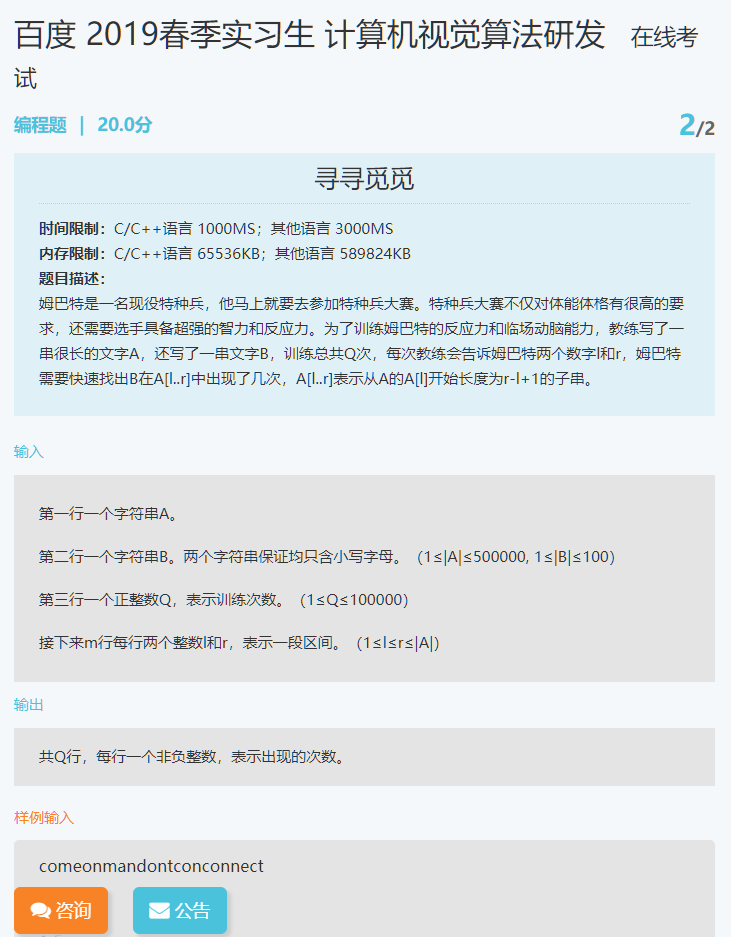 百度 2019春季实习生 计算机视觉算法研发 在线考
试
编程题 | 20.0分 2/2
寻寻觅觅
时间限制：C/C++语言 1000MS；其他语言 3000MS
内存限制：C/C++语言 65536KB；其他语言 589824KB
题目描述：
姆巴特是一名现役特种兵，他马上就要去参加特种兵大赛。特种兵大赛不仅对体能体格有很高的要
求，还需要选手具备超强的智力和反应力。为了训练姆巴特的反应力和临场动脑能力，教练写了一
串很长的文字A，还写了一串文字B，训练总共Q次，每次教练会告诉姆巴特两个数字l和r，姆巴特
需要快速找出B在A[l..r]中出现了几次，A[l..r]表示从A的A[l]开始长度为r-l+1的子串。
输入
第一行一个字符串A。
第二行一个字符串B。两个字符串保证均只含小写字母。（1≤|A|≤500000, 1≤|B|≤100）
第三行一个正整数Q，表示训练次数。（1≤Q≤100000）
接下来m行每行两个整数l和r，表示一段区间。（1≤l≤r≤|A|）
输出
共Q行，每行一个非负整数，表示出现的次数。
样例输入
comeonmandontconconnect
咨询 公告